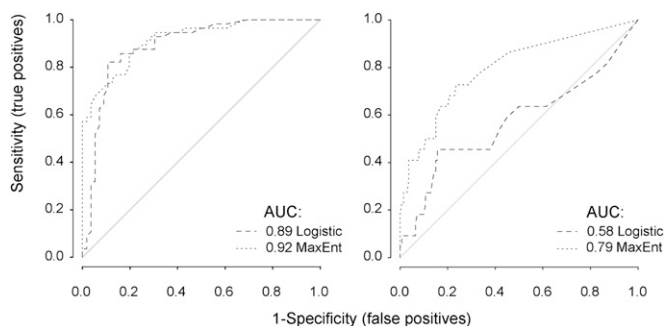 Sensitivity (true positives)
1.0
0.8
0.6
0.4
0.2
0.0
AUC:
0.89 Logistic
0.92 MaxEnt
0.0 0.2 0.4 0.6 0.8 1.0
1.0
0.8
0.6
0.4
0.2
0.0
AUC:
0.58 Logistic
0.79 MaxEnt
0.0 0.2 0.4 0.6 0.8 1.0
1-Specificity (false positives)